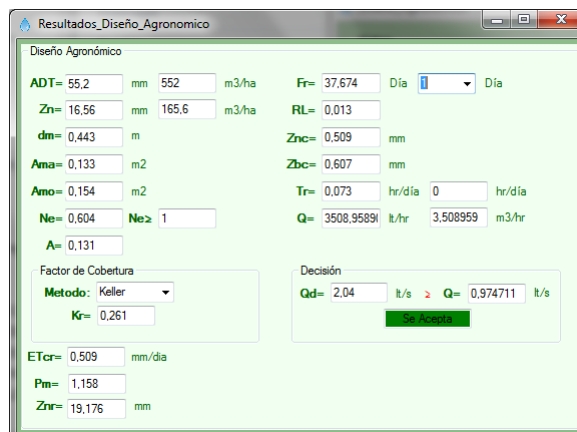 Resultados_Diseño_Agronomico
Diseño Agronómico
ADT= 55,2 mm 552 m3/ha Fr= 37,674 Día 1 Día
Zn= 16,56 mm 165,6 m3/ha RL= 0,013
dm= 0,443 m Znc= 0,509 mm
Ama= 0,133 m2 Zbc= 0,607 mm
Amo= 0,154 m2 Tr= 0,073 hr/día 0 hr/día
Ne= 0,604 Ne≥ 1 Q= 3508,9589( lt/hr 3,508959 m3/hr
A= 0,131
Factor de Cobertura Decisión
Metodo: Keller Qd= 2,04 lt/s ≥ Q= 0,974711 lt/s
Kr= 0,261 Se Acepta
ETcr= 0,509 mm/dia
Pm= 1,158
Znr= 19,176 mm